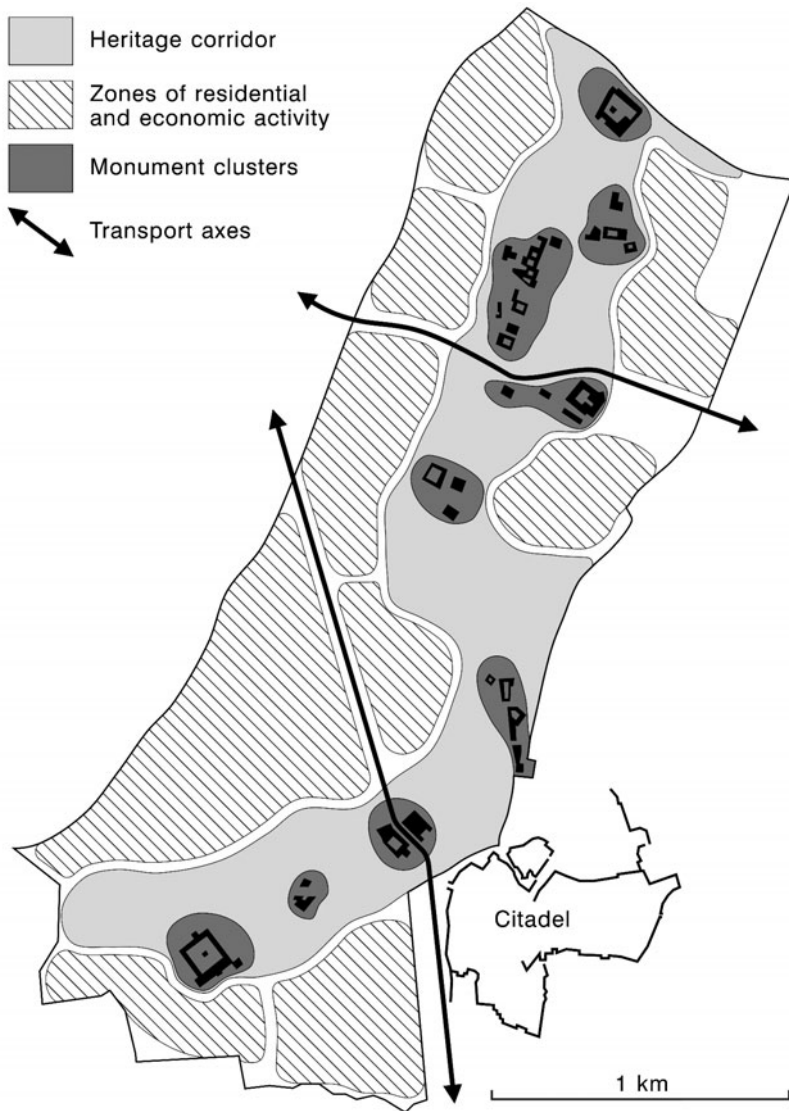 Heritage corridor
Zones of residential
and economic activity
Monument clusters
Transport axes
Citadel
1 km